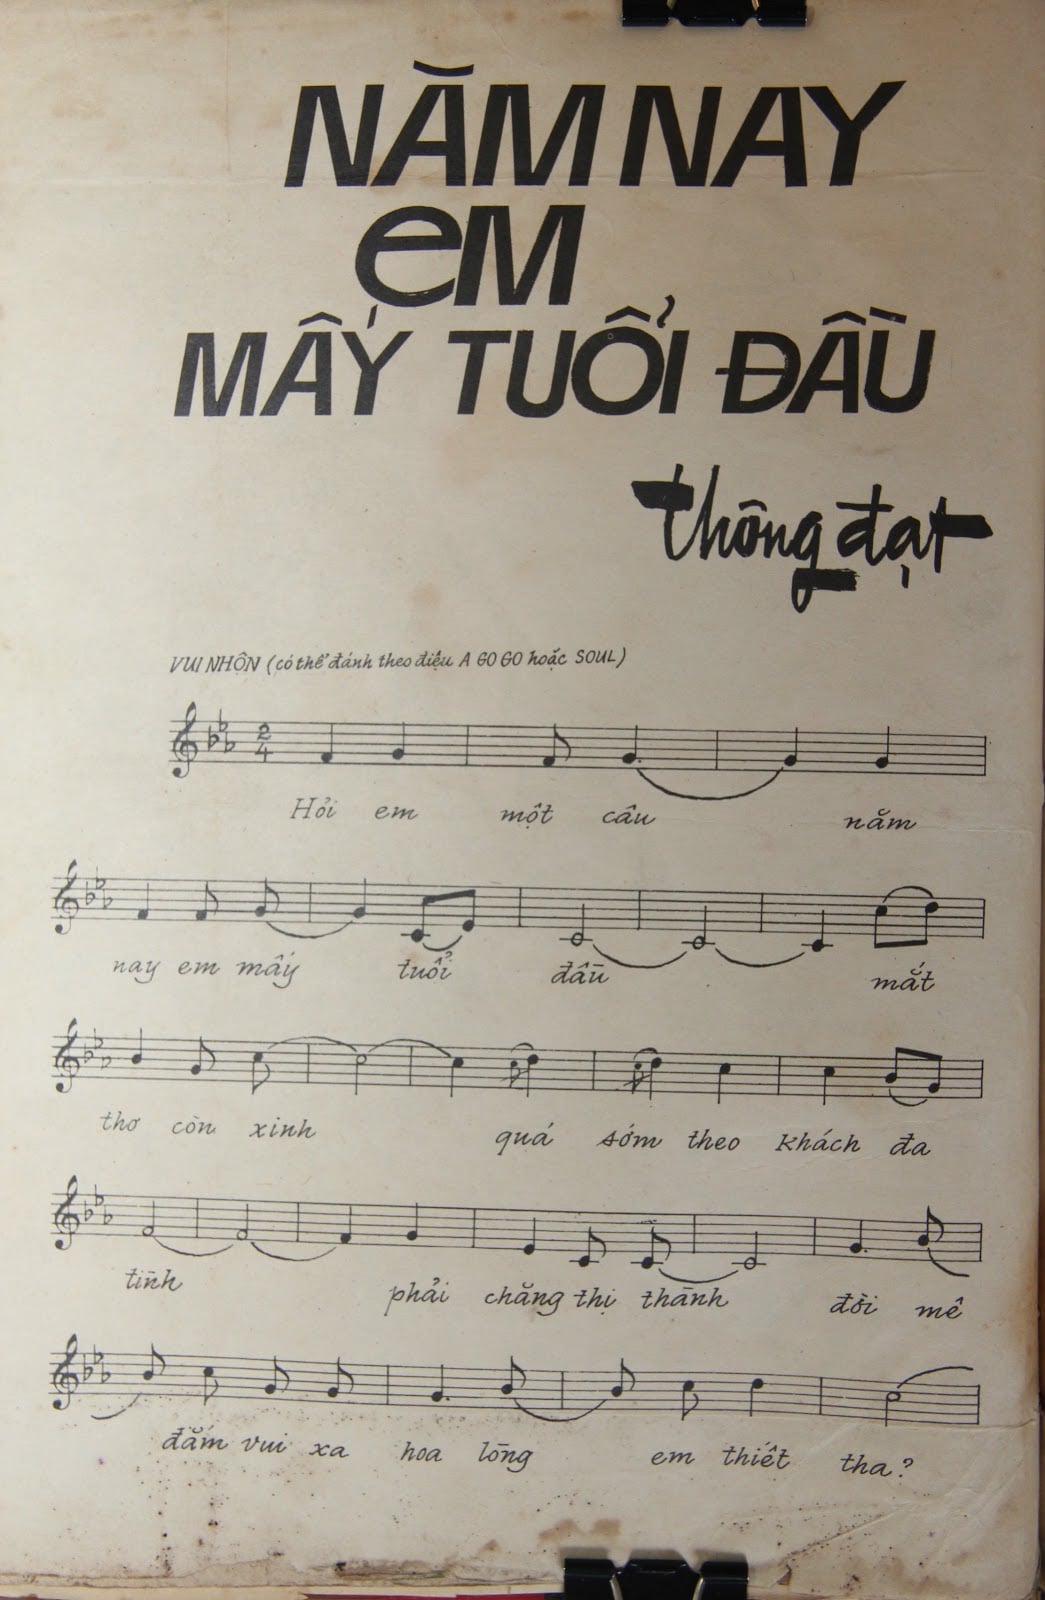 NĂM NAY
eM
MẤY TUỔI ĐẦU
thông đạt
VUI NHỘN (có thể đánh theo điệu A GO GO hoặc SOUL)
2
4
Hỏi em một câu năm
nay em mấy tuổi đầu mắt
thơ còn xinh quá sớm theo khách đa
tình phải chăng thị thành đời mê
đắm vui xa hoa lòng em thiết tha?